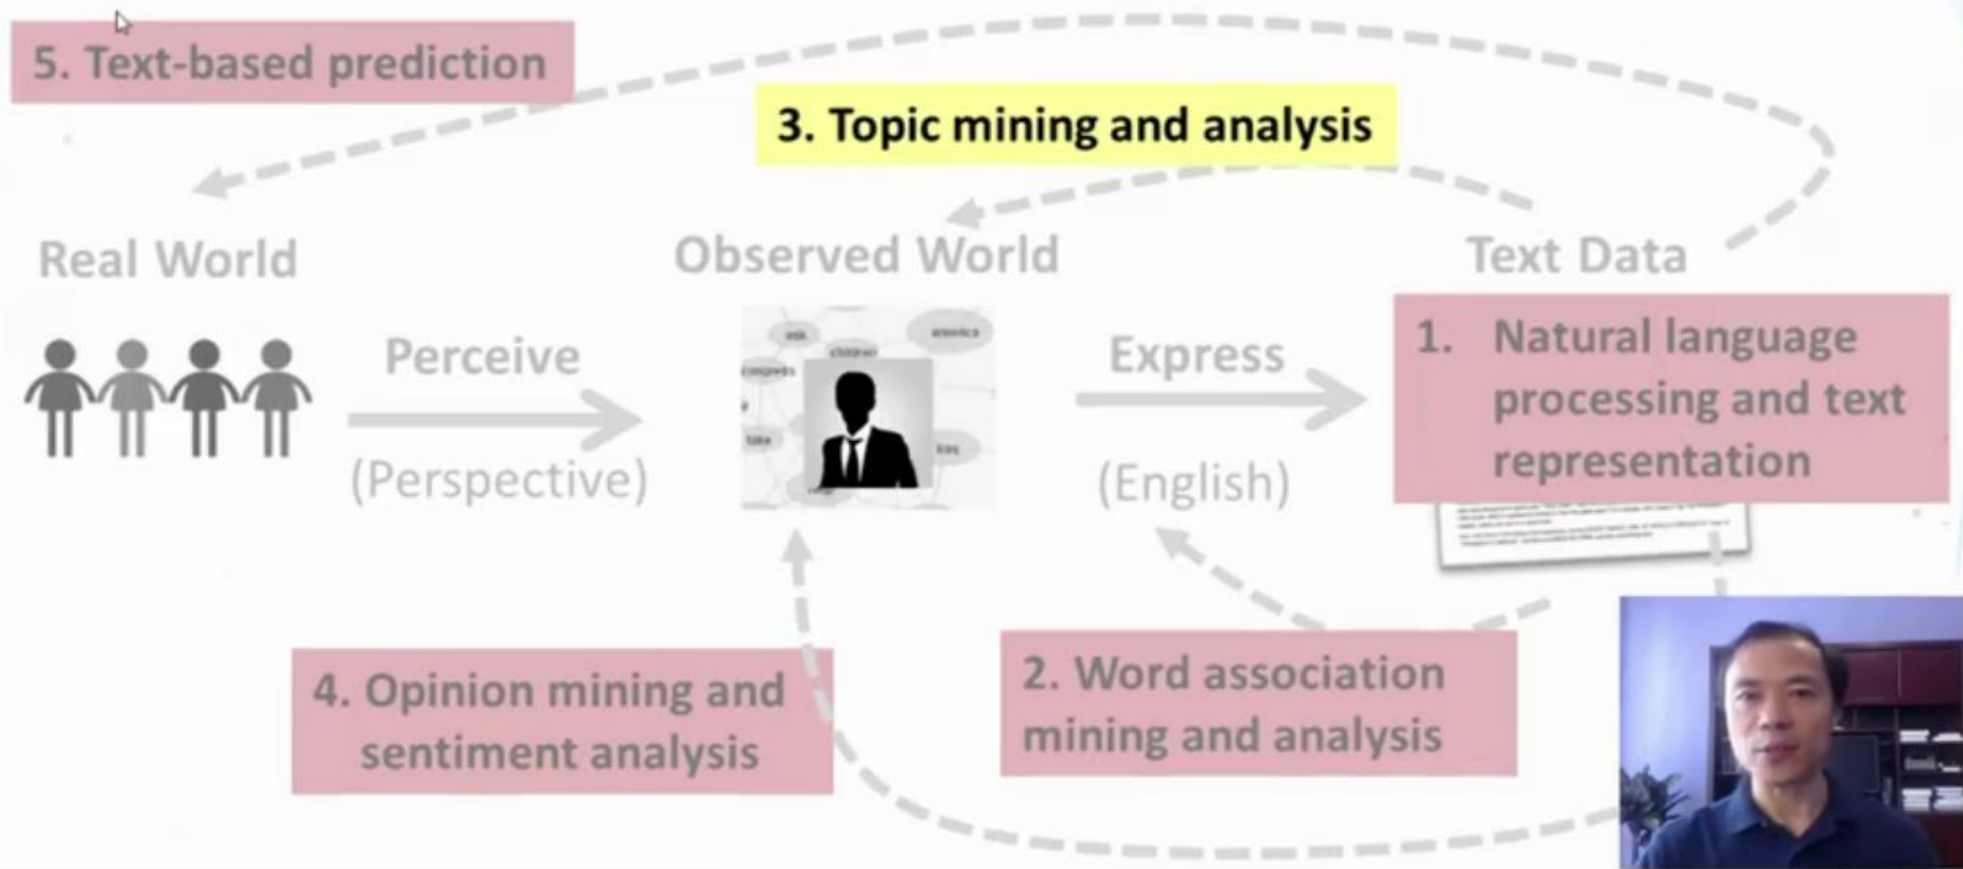 5. Text-based prediction
3. Topic mining and analysis
Real World
Observed World
Text Data
Perceive
(Perspective)
Express
(English)
1. Natural language
processing and text
representation
4. Opinion mining and
sentiment analysis
2. Word association
mining and analysis